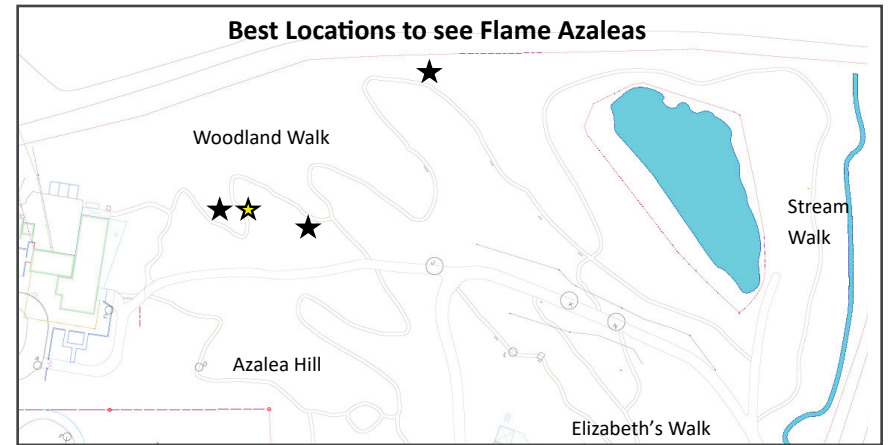 Best Locations to see Flame Azaleas
Woodland Walk
Stream
Walk
Azalea Hill
Elizabeth's Walk